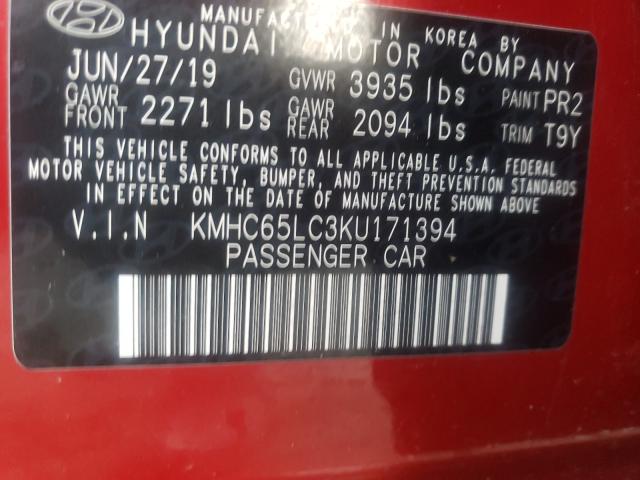 MANUFACTURED IN KOREA BY
HYUNDAI MOTOR COMPANY
JUN/27/19 GVWR 3935 lbs PAINT PR2
GAWR FRONT 2271 lbs GAWR REAR 2094 lbs TRIM T9Y
THIS VEHICLE CONFORMS TO ALL APPLICABLE U.S.A. FEDERAL
MOTOR VEHICLE SAFETY, BUMPER, AND THEFT PREVENTION STANDARDS
IN EFFECT ON THE DATE OF MANUFACTURE SHOWN ABOVE
V.I.N KMHC65LC3KU171394
PASSENGER CAR